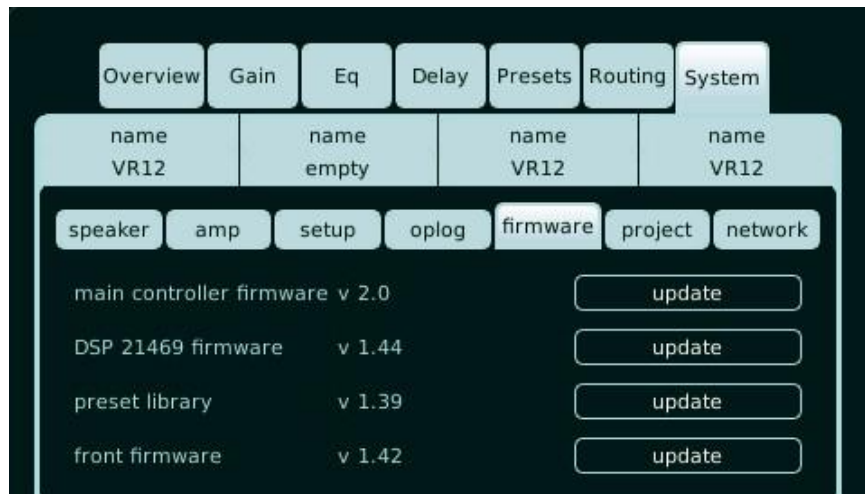 Overview Gain Eq Delay Presets Routing System
name name name name
VR12 empty VR12 VR12
speaker amp setup oplog firmware project network
main controller firmware v 2.0 update
DSP 21469 firmware v 1.44 update
preset library v 1.39 update
front firmware v 1.42 update